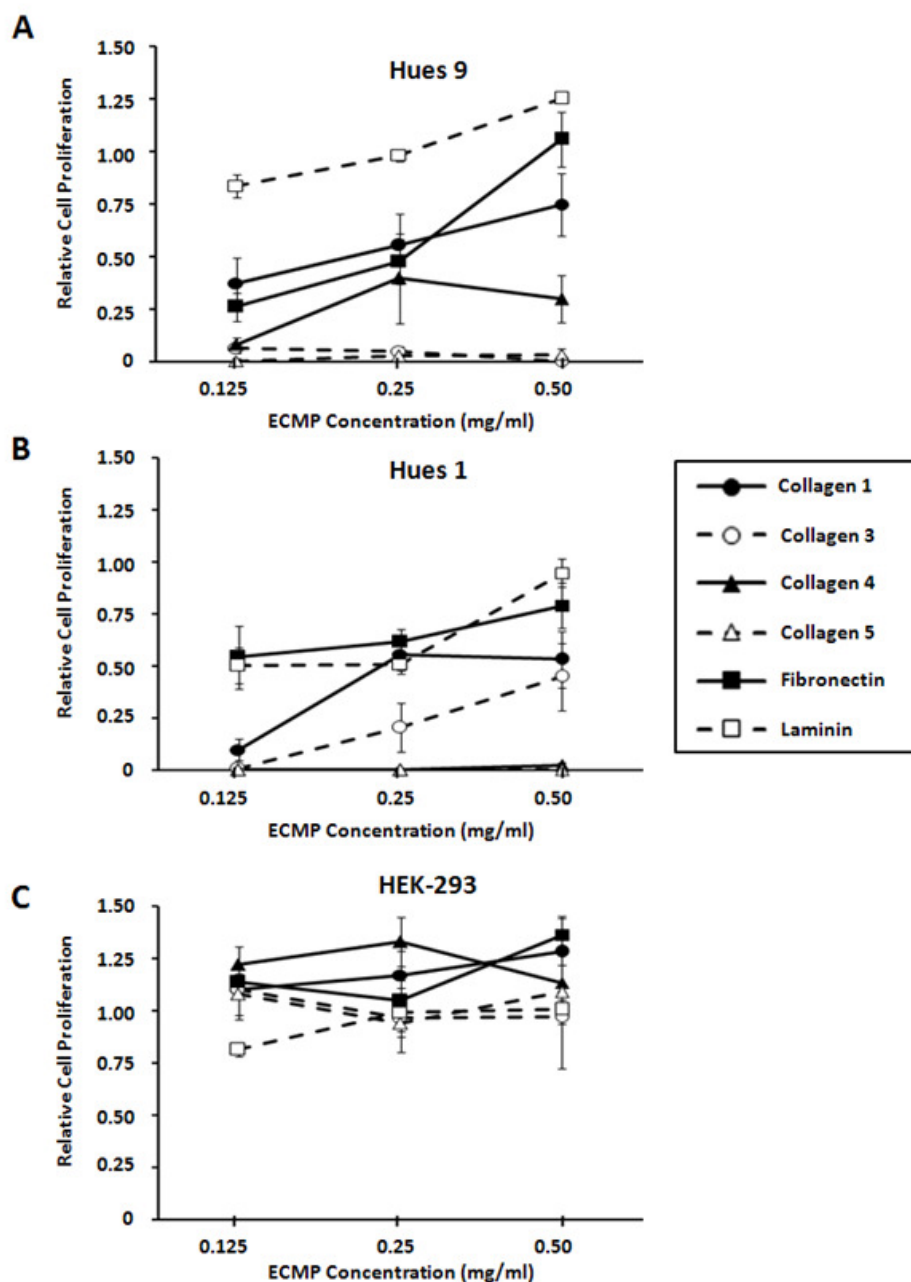 A
Hues 9
Relative Cell Proliferation
1.50
1.25
1.00
0.75
0.50
0.25
0
0.125 0.25 0.50
ECMP Concentration (mg/ml)
B
Hues 1
Relative Cell Proliferation
1.50
1.25
1.00
0.75
0.50
0.25
0
0.125 0.25 0.50
ECMP Concentration (mg/ml)
Collagen 1
Collagen 3
Collagen 4
Collagen 5
Fibronectin
Laminin
C
HEK-293
Relative Cell Proliferation
1.50
1.25
1.00
0.75
0.50
0.25
0
0.125 0.25 0.50
ECMP Concentration (mg/ml)